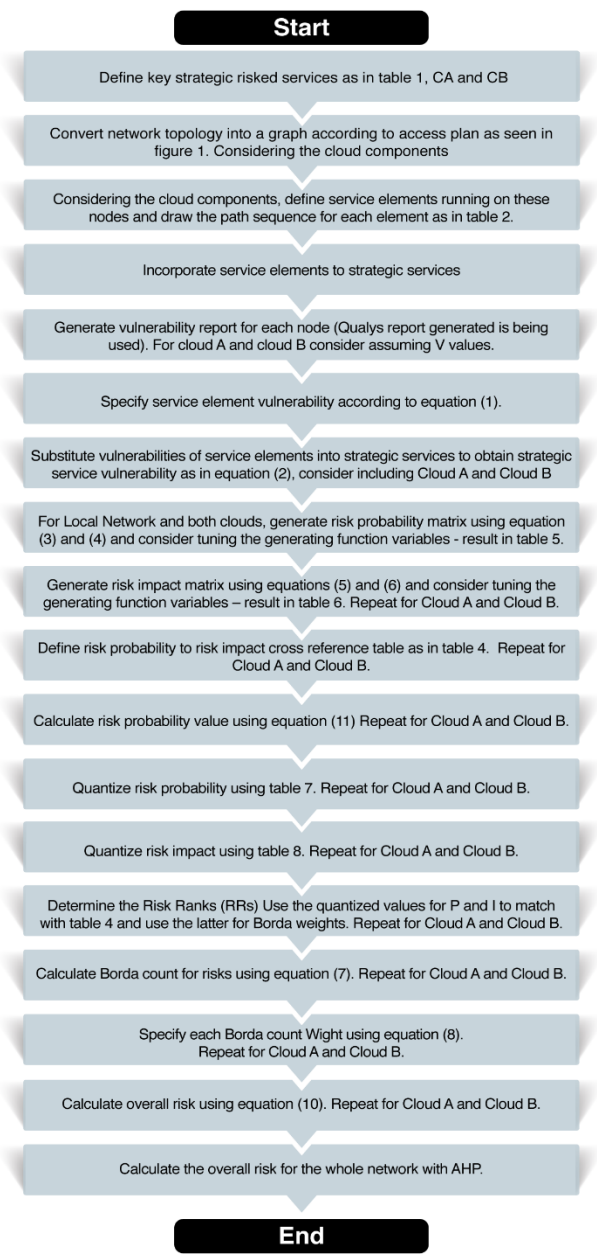 Start
Define key strategic risked services as in table 1, CA and CB
Convert network topology into a graph according to access plan as seen in
figure 1. Considering the cloud components
Considering the cloud components, define service elements running on these
nodes and draw the path sequence for each element as in table 2.
Incorporate service elements to strategic services
Generate vulnerability report for each node (Qualys report generated is being
used). For cloud A and cloud B consider assuming V values.
Specify service element vulnerability according to equation (1).
Substitute vulnerabilities of service elements into strategic services to obtain strategic
service vulnerability as in equation (2), consider including Cloud A and Cloud B
For Local Network and both clouds, generate risk probability matrix using equation
(3) and (4) and consider tuning the generating function variables - result in table 5.
Generate risk impact matrix using equations (5) and (6) and consider tuning the
generating function variables – result in table 6. Repeat for Cloud A and Cloud B.
Define risk probability to risk impact cross reference table as in table 4. Repeat for
Cloud A and Cloud B.
Calculate risk probability value using equation (11) Repeat for Cloud A and Cloud B.
Quantize risk probability using table 7. Repeat for Cloud A and Cloud B.
Quantize risk impact using table 8. Repeat for Cloud A and Cloud B.
Determine the Risk Ranks (RRs) Use the quantized values for P and I to match
with table 4 and use the latter for Borda weights. Repeat for Cloud A and Cloud B.
Calculate Borda count for risks using equation (7). Repeat for Cloud A and Cloud B.
Specify each Borda count Wight using equation (8).
Repeat for Cloud A and Cloud B.
Calculate overall risk using equation (10). Repeat for Cloud A and Cloud B.
Calculate the overall risk for the whole network with AHP.
End